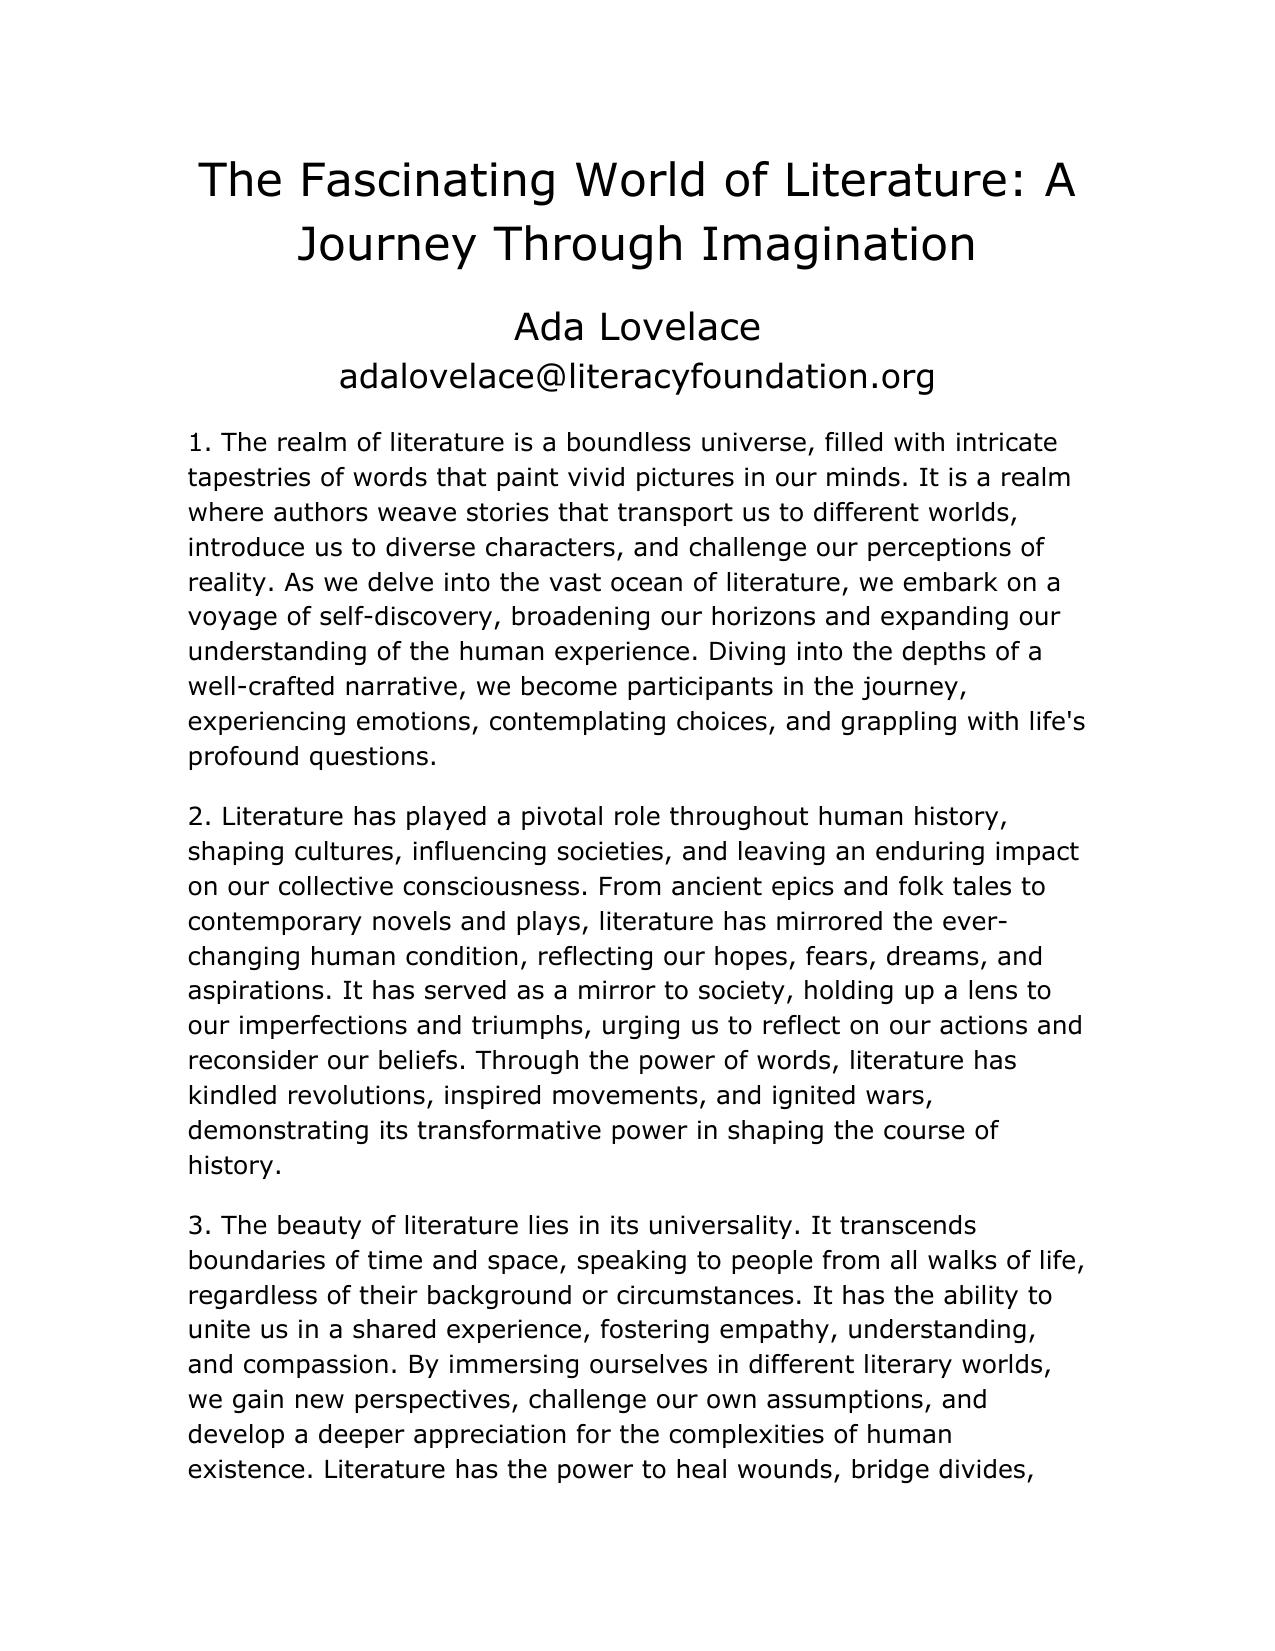 The Fascinating World of Literature: A
Journey Through Imagination
Ada Lovelace
adalovelace@literacyfoundation.org
1. The realm of literature is a boundless universe, filled with intricate
tapestries of words that paint vivid pictures in our minds. It is a realm
where authors weave stories that transport us to different worlds,
introduce us to diverse characters, and challenge our perceptions of
reality. As we delve into the vast ocean of literature, we embark on a
voyage of self-discovery, broadening our horizons and expanding our
understanding of the human experience. Diving into the depths of a
well-crafted narrative, we become participants in the journey,
experiencing emotions, contemplating choices, and grappling with life's
profound questions.
2. Literature has played a pivotal role throughout human history,
shaping cultures, influencing societies, and leaving an enduring impact
on our collective consciousness. From ancient epics and folk tales to
contemporary novels and plays, literature has mirrored the ever-
changing human condition, reflecting our hopes, fears, dreams, and
aspirations. It has served as a mirror to society, holding up a lens to
our imperfections and triumphs, urging us to reflect on our actions and
reconsider our beliefs. Through the power of words, literature has
kindled revolutions, inspired movements, and ignited wars,
demonstrating its transformative power in shaping the course of
history.
3. The beauty of literature lies in its universality. It transcends
boundaries of time and space, speaking to people from all walks of life,
regardless of their background or circumstances. It has the ability to
unite us in a shared experience, fostering empathy, understanding,
and compassion. By immersing ourselves in different literary worlds,
we gain new perspectives, challenge our own assumptions, and
develop a deeper appreciation for the complexities of human
existence. Literature has the power to heal wounds, bridge divides,